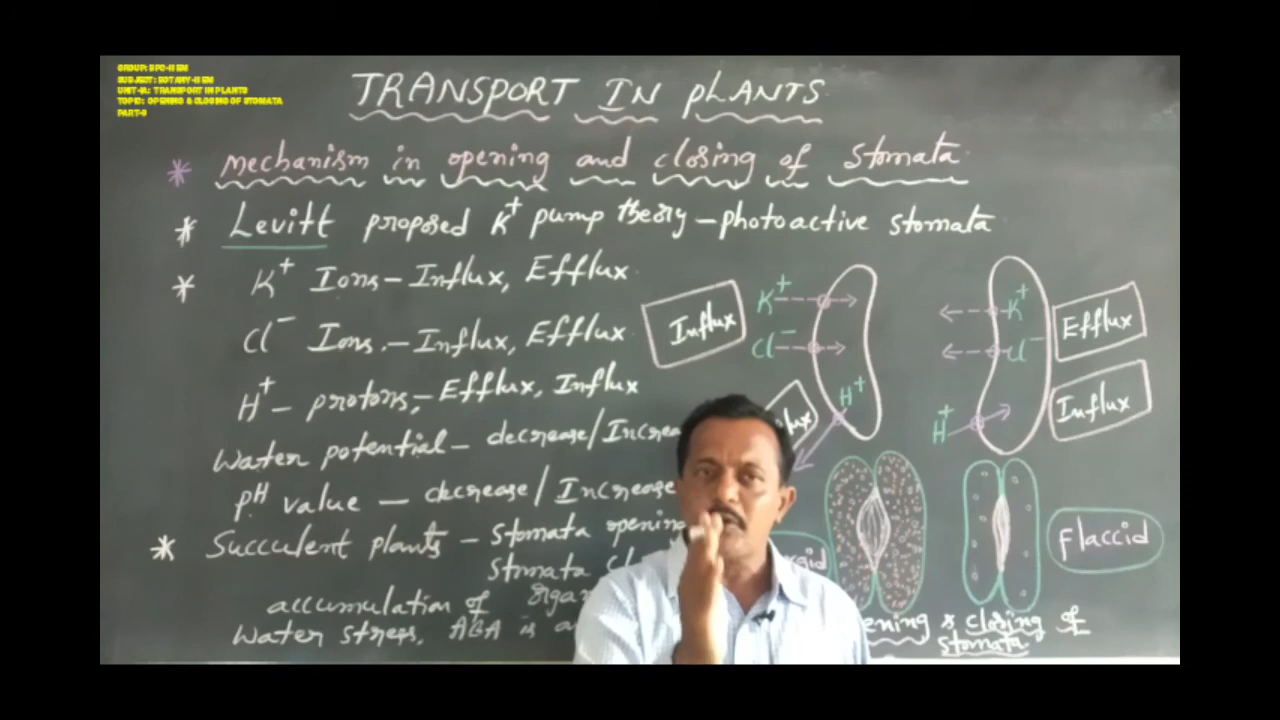 GROUP: BPC-II EM
SUBJECT: BOTANY-II EM
UNIT-IA: TRANSPORT IN PLANTS
TOPIC: OPENING & CLOSING OF STOMATA
TRANSPORT IN PLANTS
* Mechanism in opening and closing of stomata
* Levitt proposed K+ pump theory – photoactive stomata
* K+ Ions – Influx, Efflux
Cl- Ions – Influx, Efflux
H+ – protons – Efflux, Influx
Water potential – decrease/Increa
pH value – decrease/Increase
* Succulent plants – stomata opening
stomata
accumulation of
Water stress, ABA is
Influx
K+
Cl-
H+
K+
Cl-
H+
Efflux
Influx
Flaccid
ening & closing of
stomata